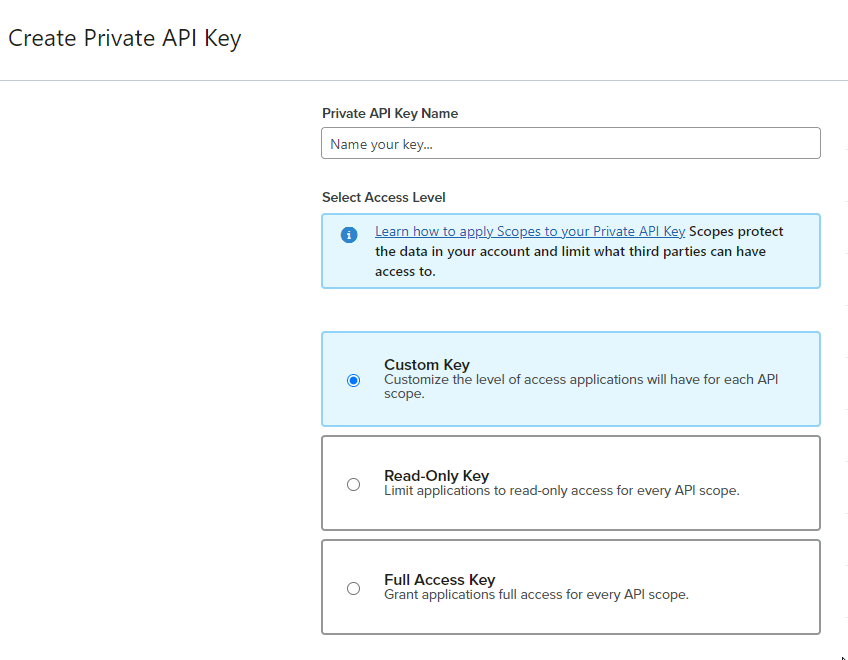 Create Private API Key
Private API Key Name
Name your key...
Select Access Level
Learn how to apply Scopes to your Private API Key Scopes protect
the data in your account and limit what third parties can have
access to.
Custom Key
Customize the level of access applications will have for each API
scope.
Read-Only Key
Limit applications to read-only access for every API scope.
Full Access Key
Grant applications full access for every API scope.